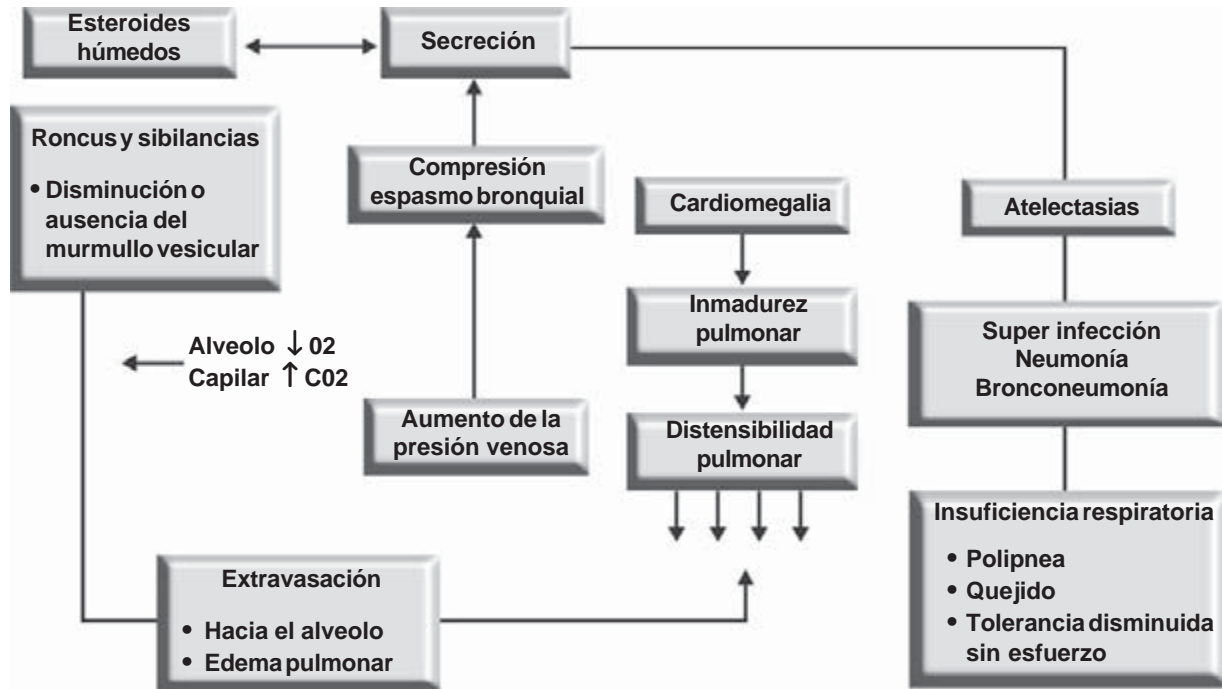 Esteroides
húmedos
Secreción
Roncus y sibilancias
• Disminución o
ausencia del
murmullo vesicular
Compresión
espasmo bronquial
Cardiomegalia
Atelectasias
Inmadurez
pulmonar
Super infección
Neumonía
Bronconeumonía
Alveolo ↓ 02
Capilar ↑ C02
Aumento de la
presión venosa
Distensibilidad
pulmonar
Insuficiencia respiratoria
• Polipnea
• Quejido
• Tolerancia disminuida
sin esfuerzo
Extravasación
• Hacia el alveolo
• Edema pulmonar